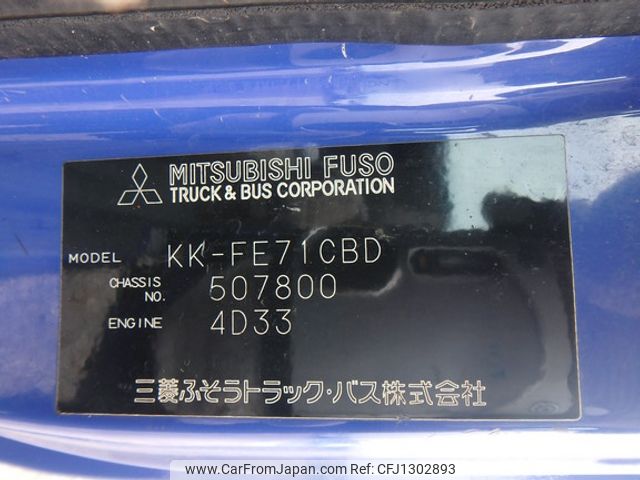 MITSUBISHI FUSO
TRUCK & BUS CORPORATION
MODEL KK-FE71CBD
CHASSIS NO. 507800
ENGINE 4D33
三菱ふそうトラック・バス株式会社
www.CarFromJapan.com | © CarFromJapan | CFJ1302893